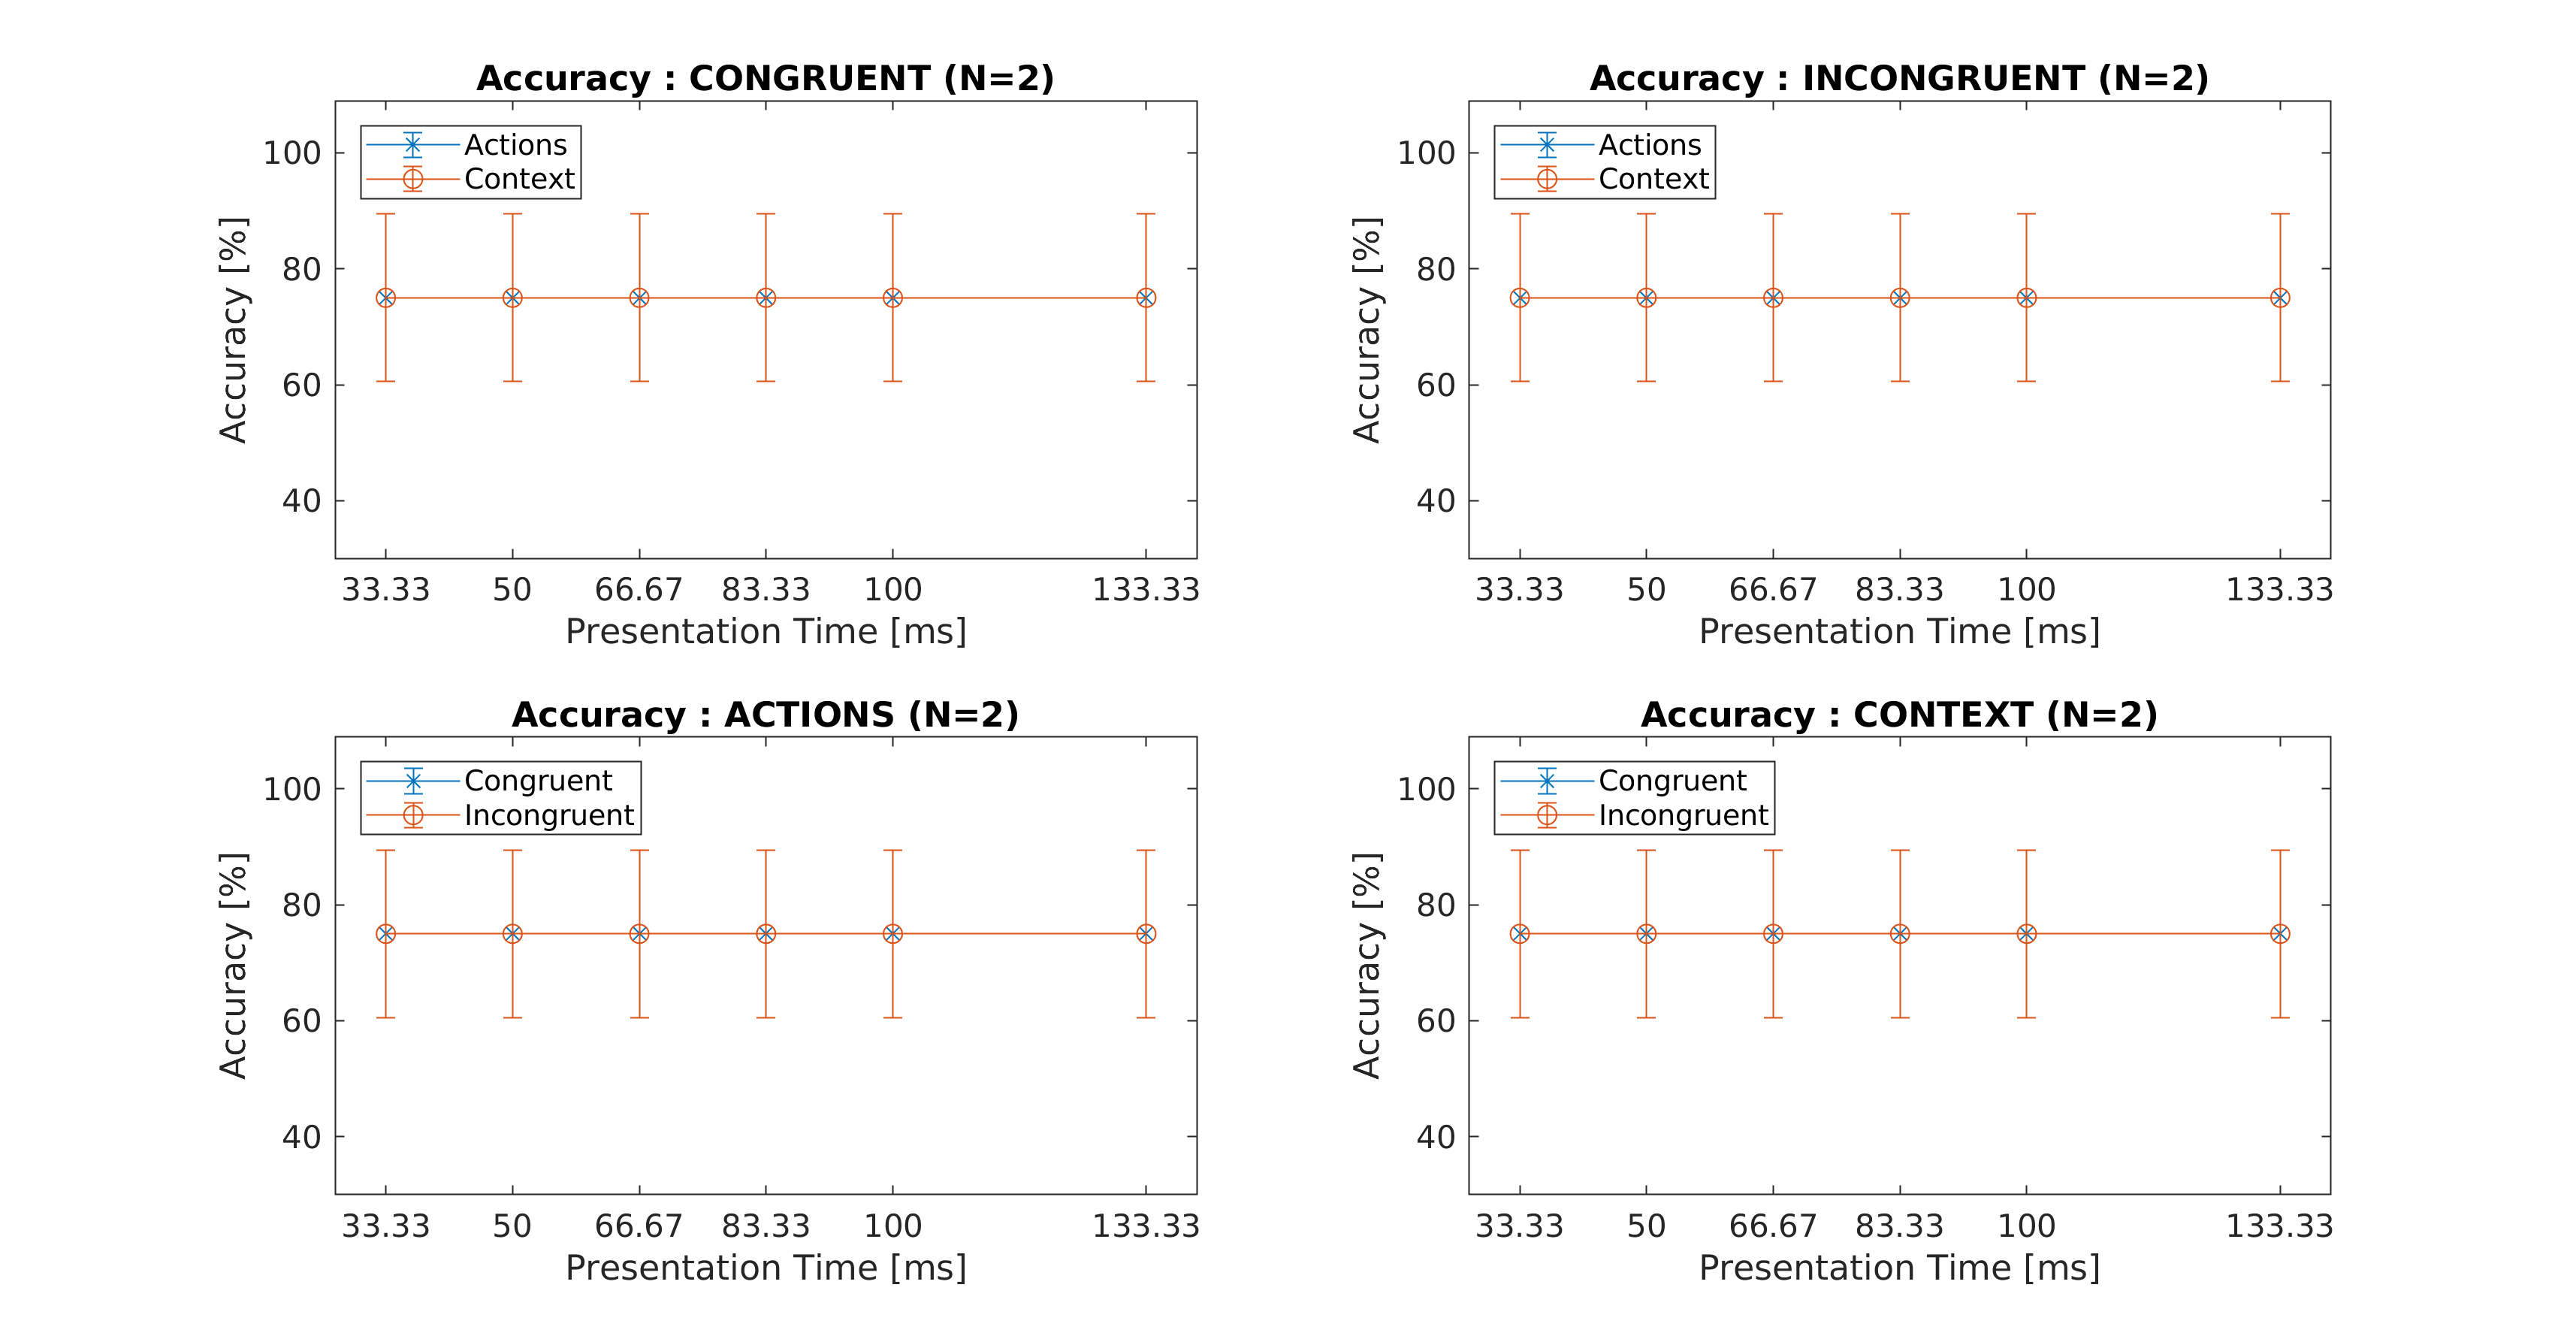 Accuracy : CONGRUENT (N=2)
Actions
Context
100
80
60
40
Accuracy [%]
33.33 50 66.67 83.33 100 133.33
Presentation Time [ms]
Accuracy : INCONGRUENT (N=2)
Actions
Context
100
80
60
40
Accuracy [%]
33.33 50 66.67 83.33 100 133.33
Presentation Time [ms]
Accuracy : ACTIONS (N=2)
Congruent
Incongruent
100
80
60
40
Accuracy [%]
33.33 50 66.67 83.33 100 133.33
Presentation Time [ms]
Accuracy : CONTEXT (N=2)
Congruent
Incongruent
100
80
60
40
Accuracy [%]
33.33 50 66.67 83.33 100 133.33
Presentation Time [ms]